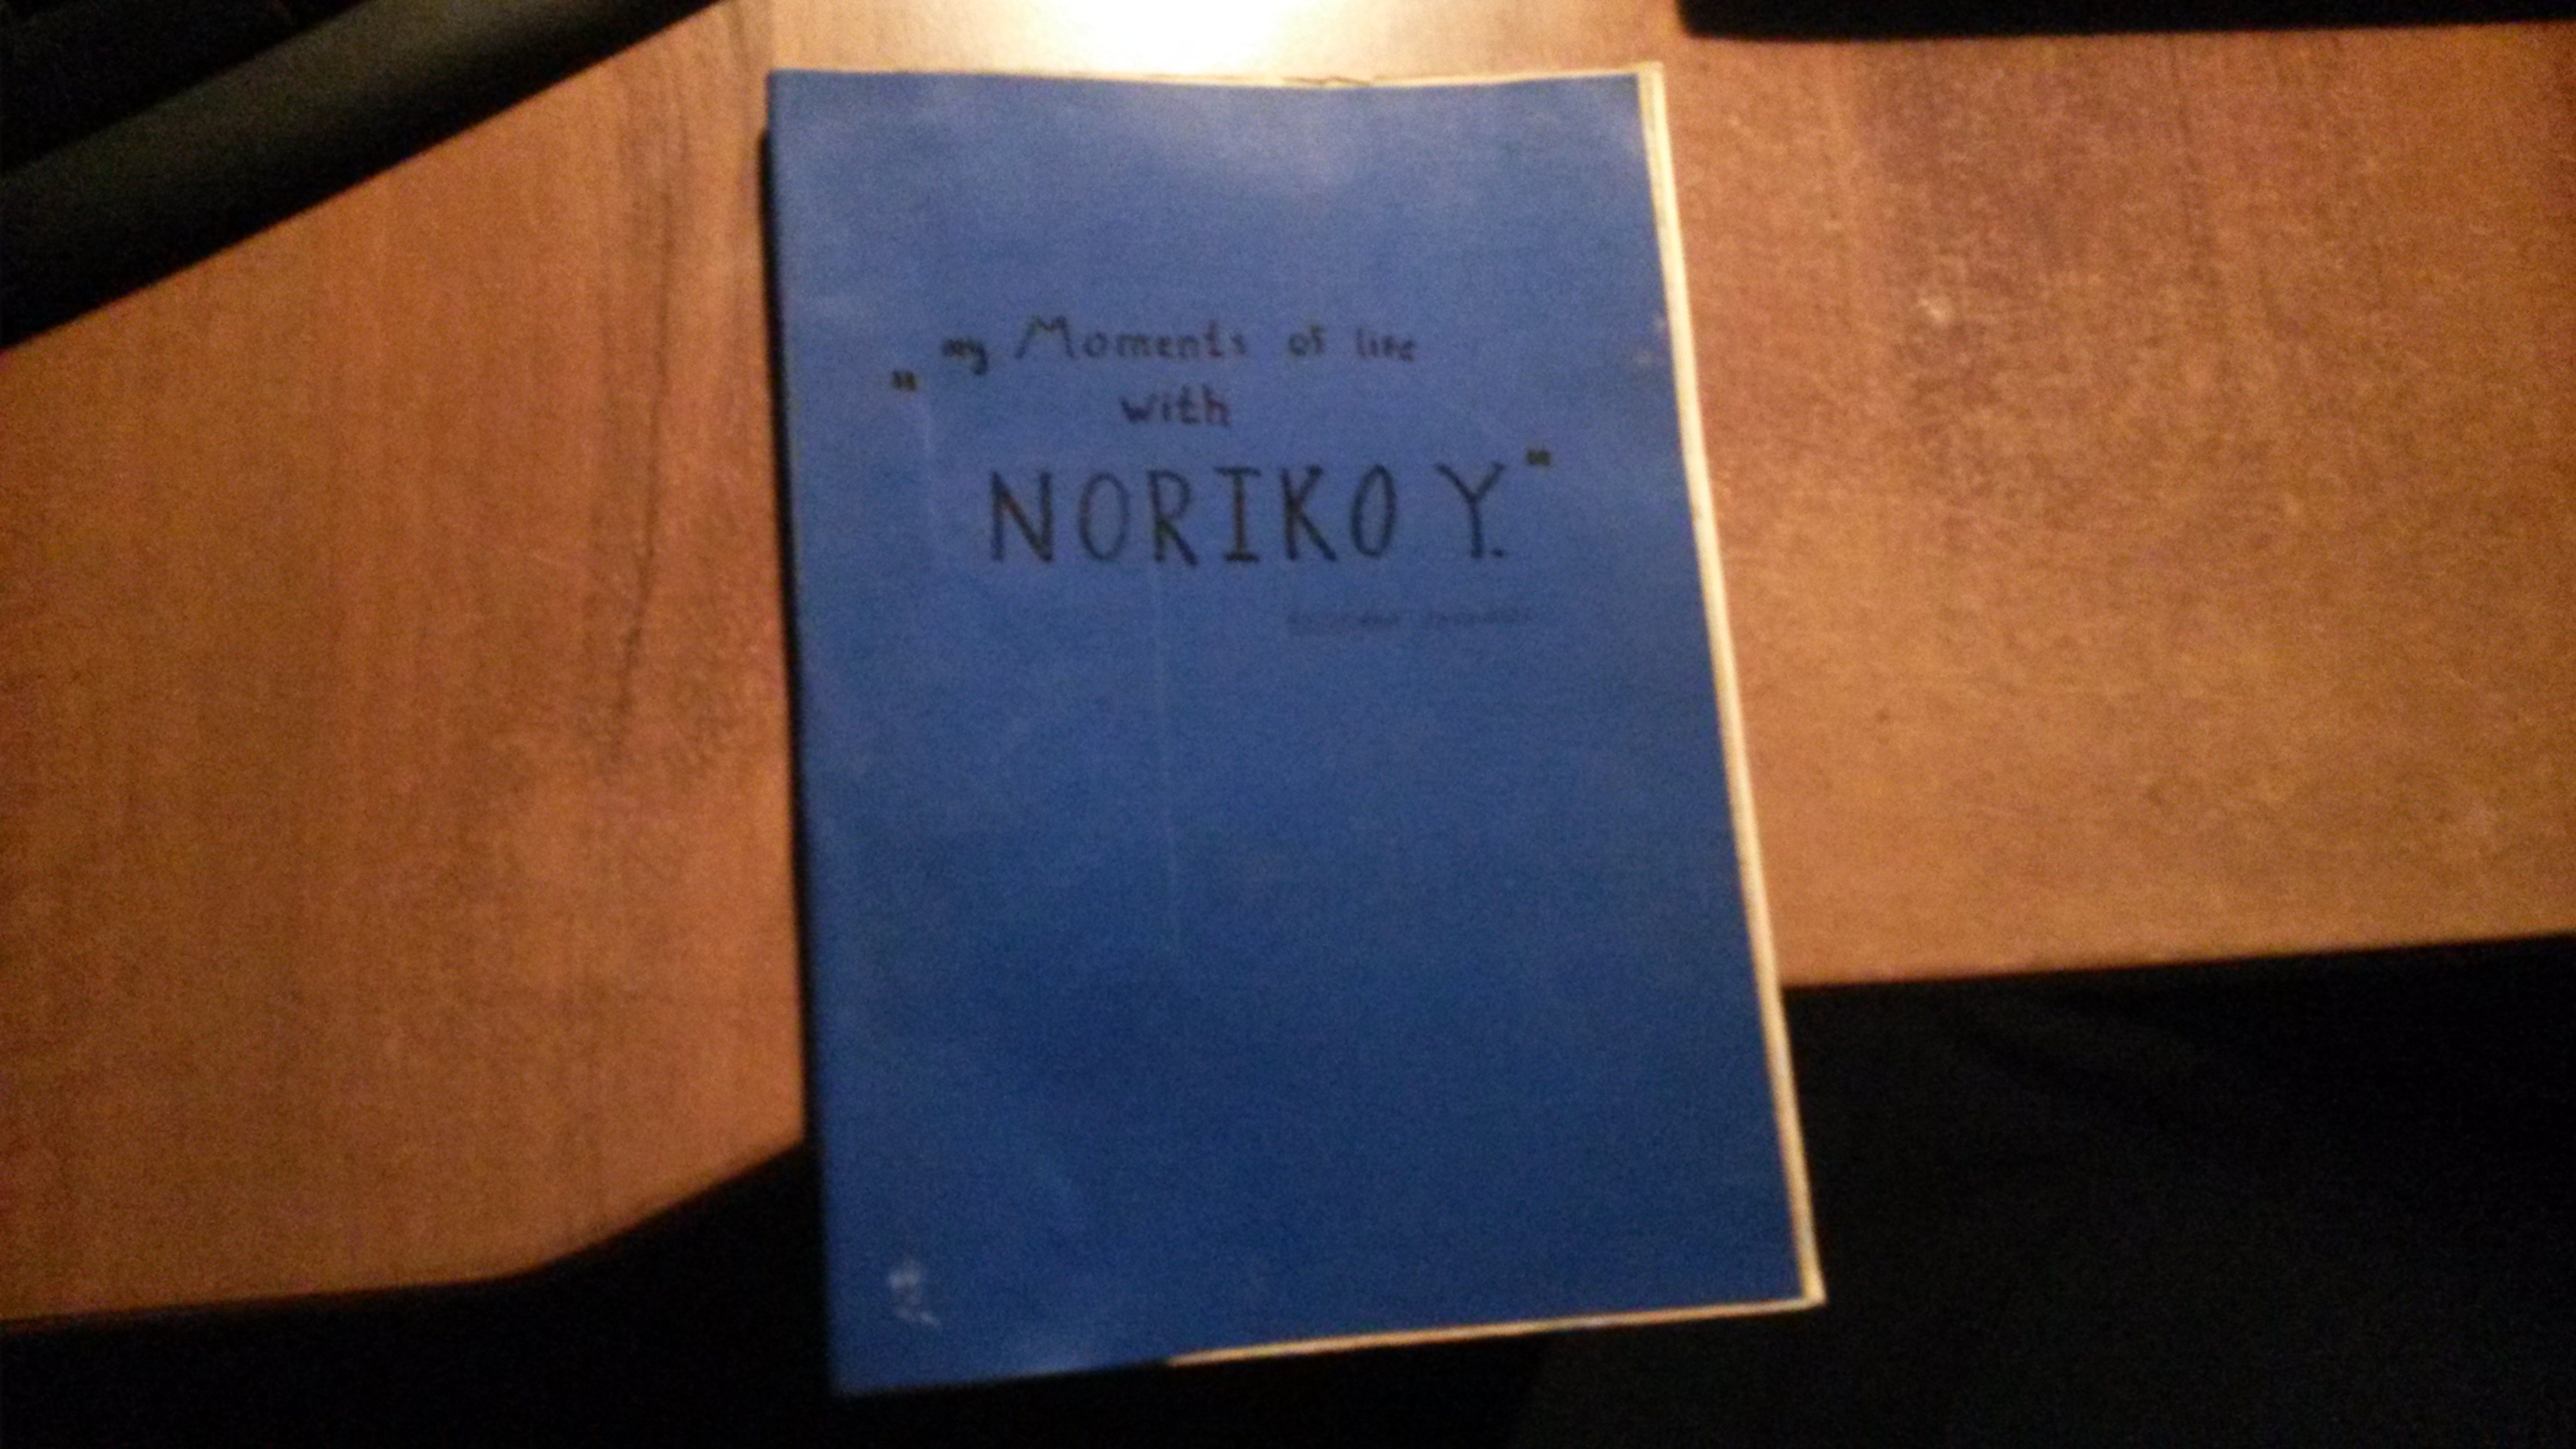 "my Moments of life
with
NORIKO Y."